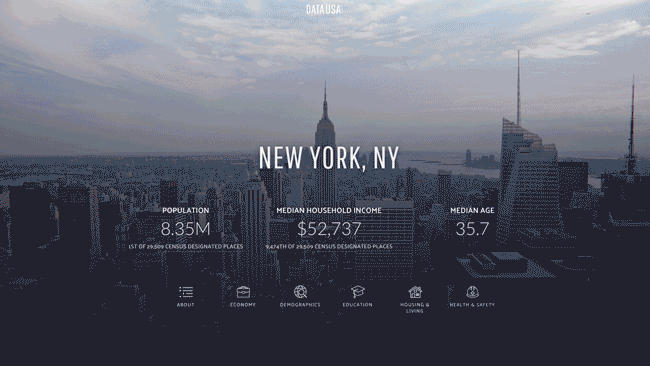 DATA USA
NEW YORK, NY
POPULATION
8.35M
1ST OF 29,509 CENSUS DESIGNATED PLACES
MEDIAN HOUSEHOLD INCOME
$52,737
9,474TH OF 29,509 CENSUS DESIGNATED PLACES
MEDIAN AGE
35.7
ABOUT
ECONOMY
DEMOGRAPHICS
EDUCATION
HOUSING &
LIVING
HEALTH & SAFETY